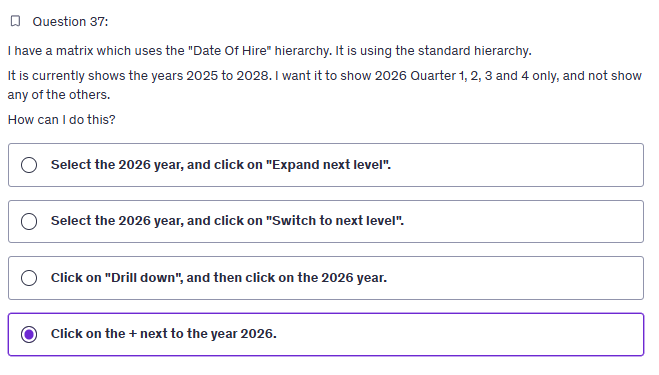 Question 37:
I have a matrix which uses the "Date Of Hire" hierarchy. It is using the standard hierarchy.
It is currently shows the years 2025 to 2028. I want it to show 2026 Quarter 1, 2, 3 and 4 only, and not show
any of the others.
How can I do this?
Select the 2026 year, and click on "Expand next level".
Select the 2026 year, and click on "Switch to next level".
Click on "Drill down", and then click on the 2026 year.
Click on the + next to the year 2026.